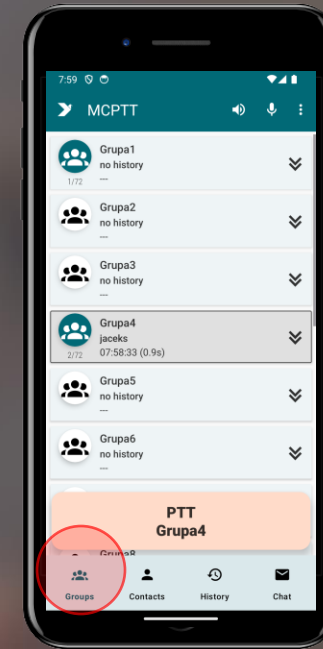 7:59
MCPTT
Grupa1
no history
1/72
---
Grupa2
no history
---
Grupa3
no history
---
Grupa4
jaceks
2/72
07:58:33 (0.9s)
Grupa5
no history
---
Grupa6
no history
---
PTT
Grupa4
Grupa8
Groups
Contacts
History
Chat